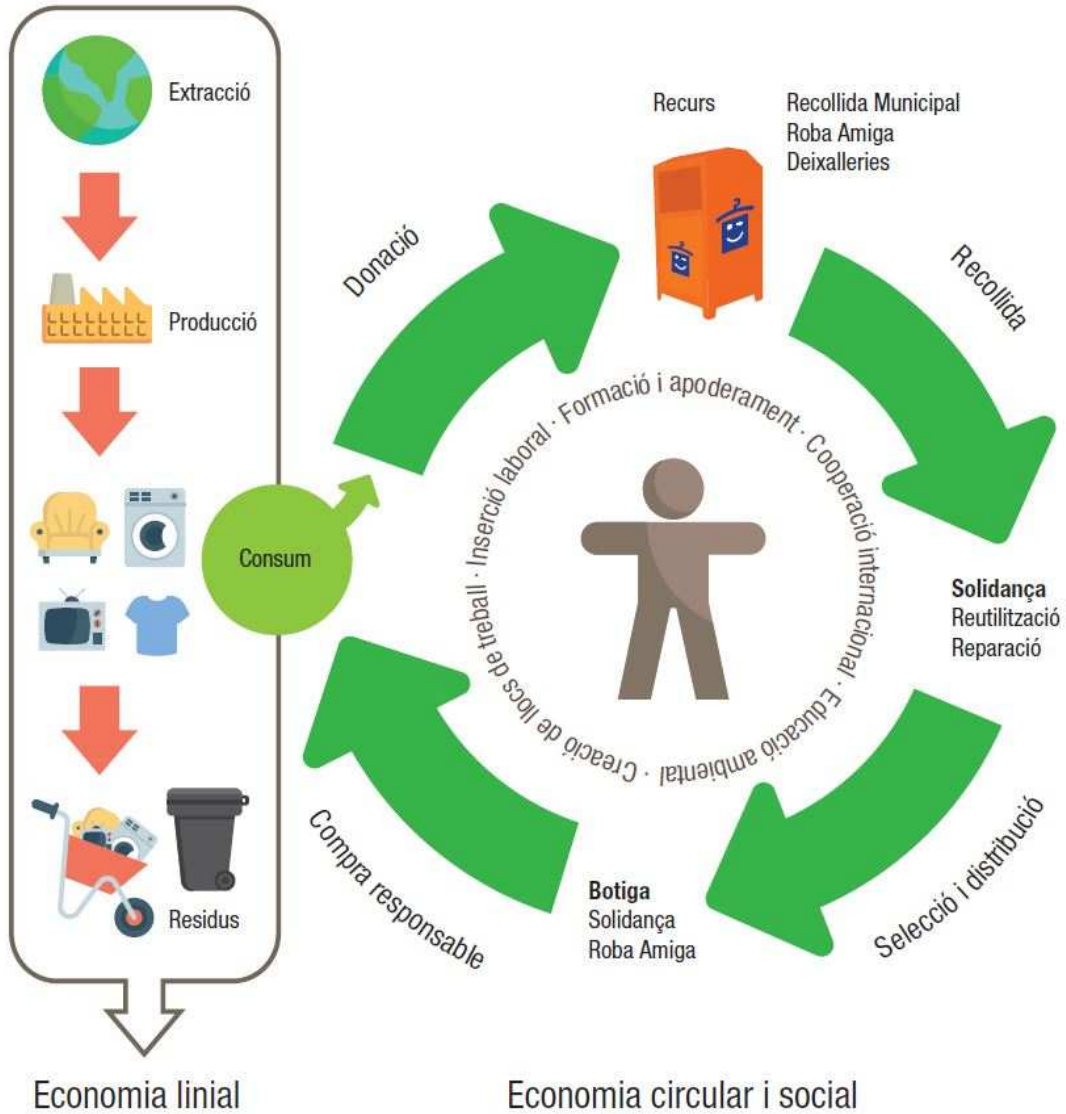 Extracció
Producció
Consum
Residus
Economia linial
Donació
Recurs
Recollida Municipal
Roba Amiga
Deixalleries
Recollida
Solidança
Reutilització
Reparació
Selecció i distribució
Botiga
Solidança
Roba Amiga
Compra responsable
Inserció laboral · Formació i apoderament · Cooperació internacional · Educació ambiental · Creació de llocs de treball ·
Economia circular i social